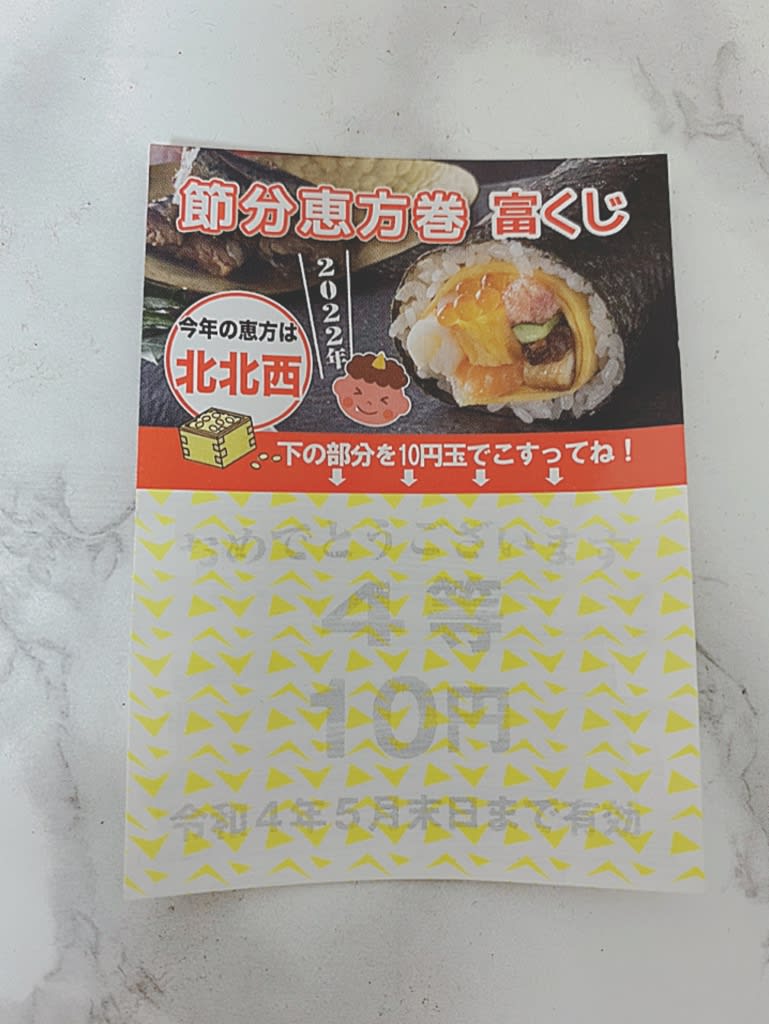 節分恵方巻 富くじ
2022年
今年の恵方は
北北西
下の部分を10円玉でこすってね!
おめでとうございます
4等
10円
令和4年5月末日まで有効